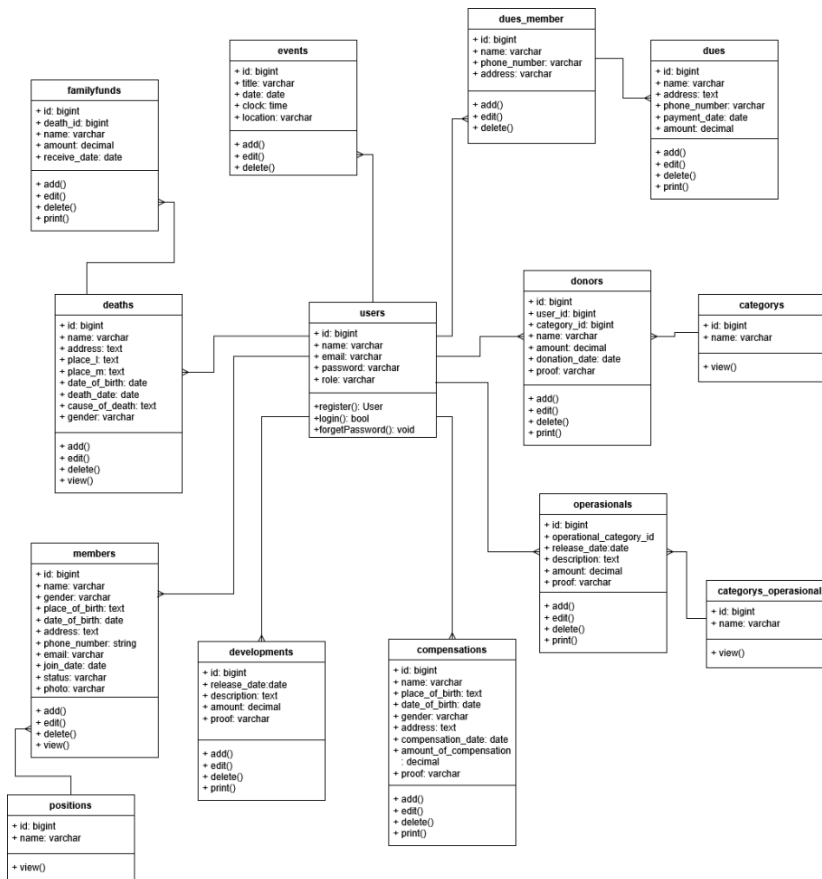 familyfunds
+ id: bigint
+ death_id: bigint
+ name: varchar
+ amount: decimal
+ receive_date: date
+ add()
+ edit()
+ delete()
+ print()
events
+ id: bigint
+ title: varchar
+ date: date
+ clock: time
+ location: varchar
+ add()
+ edit()
+ delete()
dues_member
+ id: bigint
+ name: varchar
+ phone_number: varchar
+ address: varchar
+ add()
+ edit()
+ delete()
dues
+ id: bigint
+ name: varchar
+ address: text
+ phone_number: varchar
+ payment_date: date
+ amount: decimal
+ add()
+ edit()
+ delete()
+ print()
deaths
+ id: bigint
+ name: varchar
+ address: text
+ place_l: text
+ place_m: text
+ date_of_birth: date
+ death_date: date
+ cause_of_death: text
+ gender: varchar
+ add()
+ edit()
+ delete()
+ view()
users
+ id: bigint
+ name: varchar
+ email: varchar
+ password: varchar
+ role: varchar
+register(): User
+login(): bool
+forgetPassword(): void
donors
+ id: bigint
+ user_id: bigint
+ category_id: bigint
+ name: varchar
+ amount: decimal
+ donation_date: date
+ proof: varchar
+ add()
+ edit()
+ delete()
+ print()
categorys
+ id: bigint
+ name: varchar
+ view()
members
+ id: bigint
+ name: varchar
+ gender: varchar
+ place_of_birth: text
+ date_of_birth: date
+ address: text
+ phone_number: string
+ email: varchar
+ join_date: date
+ status: varchar
+ photo: varchar
+ add()
+ edit()
+ delete()
+ view()
developments
+ id: bigint
+ release_date:date
+ description: text
+ amount: decimal
+ proof: varchar
+ add()
+ edit()
+ delete()
+ print()
compensations
+ id: bigint
+ name: varchar
+ place_of_birth: text
+ date_of_birth: date
+ gender: varchar
+ address: text
+ compensation_date: date
+ amount_of_compensation
: decimal
+ proof: varchar
+ add()
+ edit()
+ delete()
+ print()
operasionals
+ id: bigint
+ operational_category_id
+ release_date:date
+ description: text
+ amount: decimal
+ proof: varchar
+ add()
+ edit()
+ delete()
+ print()
categorys_operasional
+ id: bigint
+ name: varchar
+ view()
positions
+ id: bigint
+ name: varchar
+ view()